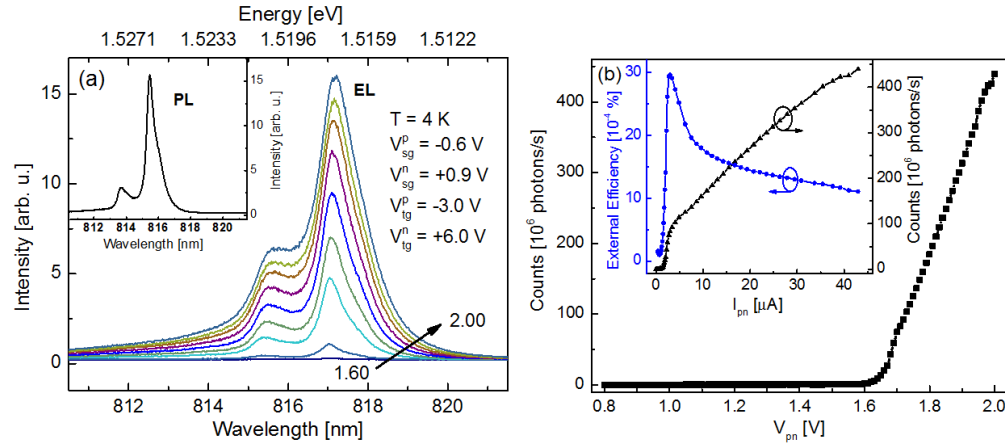 Energy [eV]
1.5271 1.5233 1.5196 1.5159 1.5122
(a)
PL
EL
15
10
5
0
Intensity [arb. u.]
812 814 816 818 820
Wavelength [nm]
15
10
5
0
Intensity [arb. u.]
T = 4 K
V_sg^p = -0.6 V
V_sg^n = +0.9 V
V_tg^p = -3.0 V
V_tg^n = +6.0 V
2.00
1.60
812 814 816 818 820
Wavelength [nm]
(b)
400
300
200
100
0
Counts [10^6 photons/s]
30
20
10
0
External Efficiency [10^-4 %]
400
300
200
100
0
Counts [10^6 photons/s]
0 10 20 30 40
I_pn [µA]
0.8 1.0 1.2 1.4 1.6 1.8 2.0
V_pn [V]